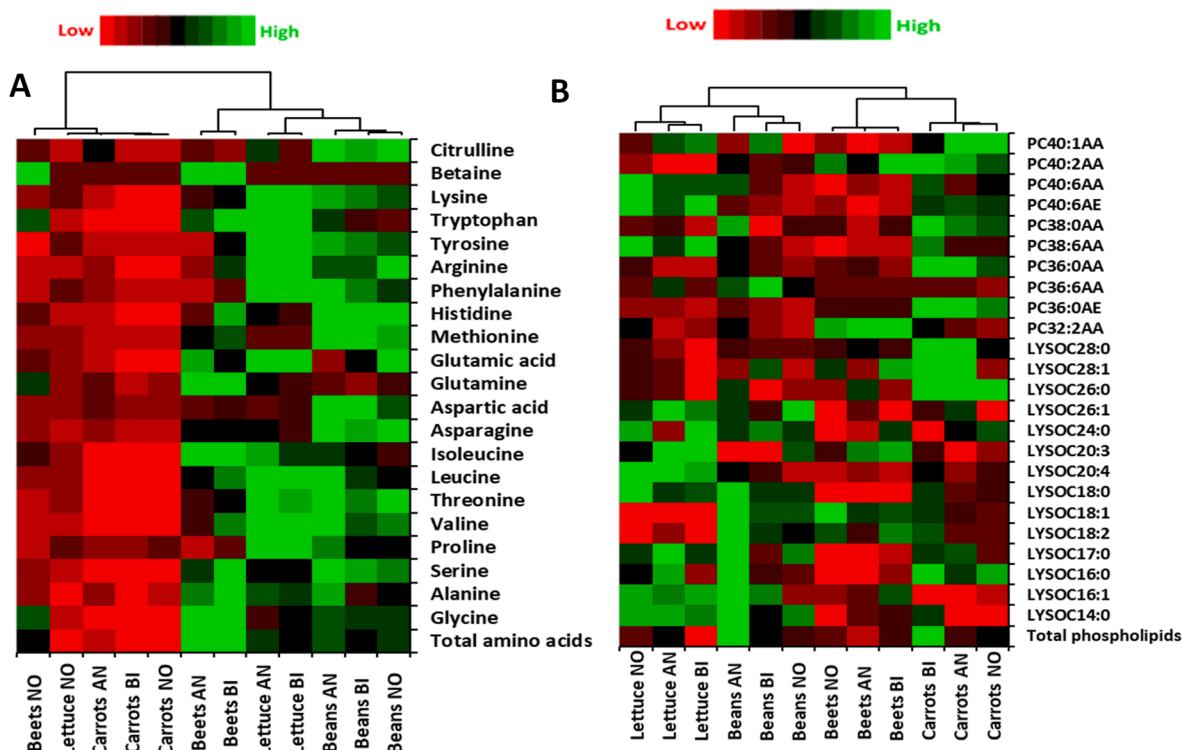 Low High
Low High
A
Citrulline
Betaine
Lysine
Tryptophan
Tyrosine
Arginine
Phenylalanine
Histidine
Methionine
Glutamic acid
Glutamine
Aspartic acid
Asparagine
Isoleucine
Leucine
Threonine
Valine
Proline
Serine
Alanine
Glycine
Total amino acids
Beets NO
Lettuce NO
Carrots AN
Carrots BI
Carrots NO
Beets AN
Beets BI
Lettuce AN
Lettuce BI
Beans AN
Beans BI
Beans NO
B
PC40:1AA
PC40:2AA
PC40:6AA
PC40:6AE
PC38:0AA
PC38:6AA
PC36:0AA
PC36:6AA
PC36:0AE
PC32:2AA
LYSOC28:0
LYSOC28:1
LYSOC26:0
LYSOC26:1
LYSOC24:0
LYSOC20:3
LYSOC20:4
LYSOC18:0
LYSOC18:1
LYSOC18:2
LYSOC17:0
LYSOC16:0
LYSOC16:1
LYSOC14:0
Total phospholipids
Lettuce NO
Lettuce AN
Lettuce BI
Beans AN
Beans BI
Beans NO
Beets NO
Beets AN
Beets BI
Carrots BI
Carrots AN
Carrots NO